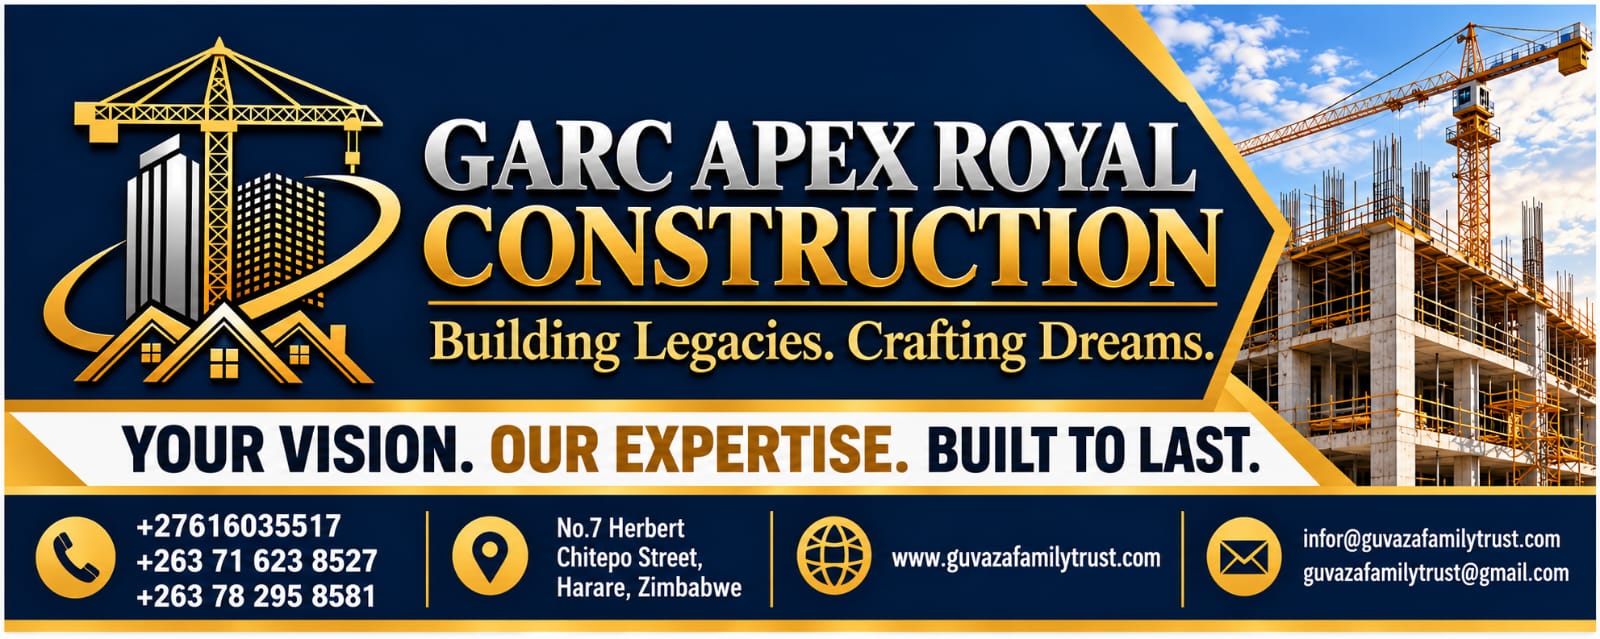 GARC APEX ROYAL
CONSTRUCTION
Building Legacies. Crafting Dreams.
YOUR VISION. OUR EXPERTISE. BUILT TO LAST.
+27616035517
+263 71 623 8527
+263 78 295 8581
No.7 Herbert
Chitepo Street,
Harare, Zimbabwe
www.guvazafamilytrust.com
infor@guvazafamilytrust.com
guvazafamilytrust@gmail.com